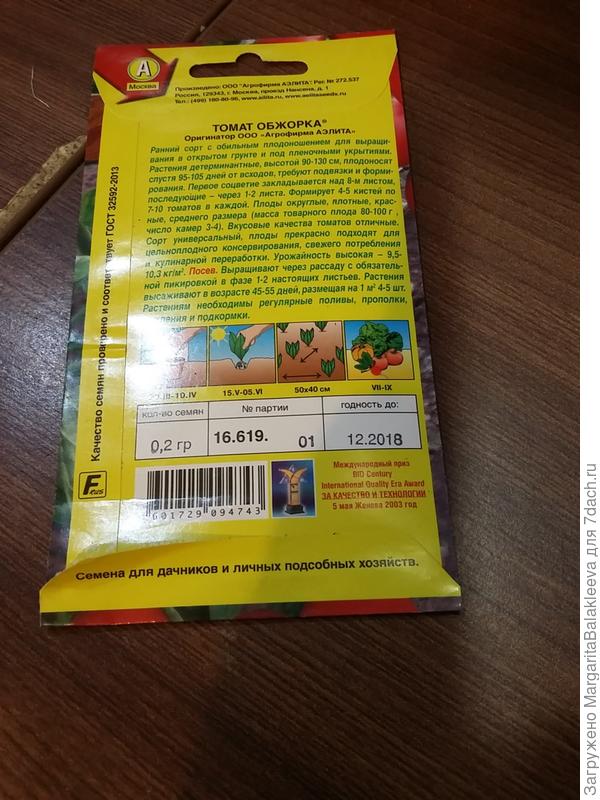 А
Москва
Произведено: ООО "Агрофирма АЭЛИТА". Рег № 272.537
Россия, 129343, г. Москва, проезд Нансена, д. 1
Тел.: (499) 180-80-96, www.ailita.ru, www.aelitaseeds.ru
ТОМАТ ОБЖОРКА®
Оригинатор ООО «Агрофирма АЭЛИТА»
Ранний сорт с обильным плодоношением для выращи-
вания в открытом грунте и под пленочными укрытиями.
Растения детерминантные, высотой 90-130 см, плодоносят
спустя 95-105 дней от всходов, требуют подвязки и форми-
рования. Первое соцветие закладывается над 8-м листом,
последующие – через 1-2 листа. Формирует 4-5 кистей по
7-10 томатов в каждой. Плоды округлые, плотные, крас-
ные, среднего размера (масса товарного плода 80-100 г ,
число камер 3-4). Вкусовые качества томатов отличные.
Сорт универсальный, плоды прекрасно подходят для
цельноплодного консервирования, свежего потребления
и кулинарной переработки. Урожайность высокая – 9,5-
10,3 кг/м². Посев. Выращивают через рассаду с обязатель-
ной пикировкой в фазе 1-2 настоящих листьев. Растения
высаживают в возрасте 45-55 дней, размещая на 1 м² 4-5 шт.
Растениям необходимы регулярные поливы, прополки,
и подкормки.
Качество семян проверено и соответствует ГОСТ 32592-2013
15.V-05.VI
50х40 см
VII-IX
кол-во семян
№ партии
годность до:
0,2 гр
16.619.
01
12.2018
601729 094743
Международный приз
BID Century
International Quality Era Award
ЗА КАЧЕСТВО И ТЕХНОЛОГИИ
5 мая Женева 2003 год
Семена для дачников и личных подсобных хозяйств.
Загружено MargaritaBalakleeva для 7dach.ru